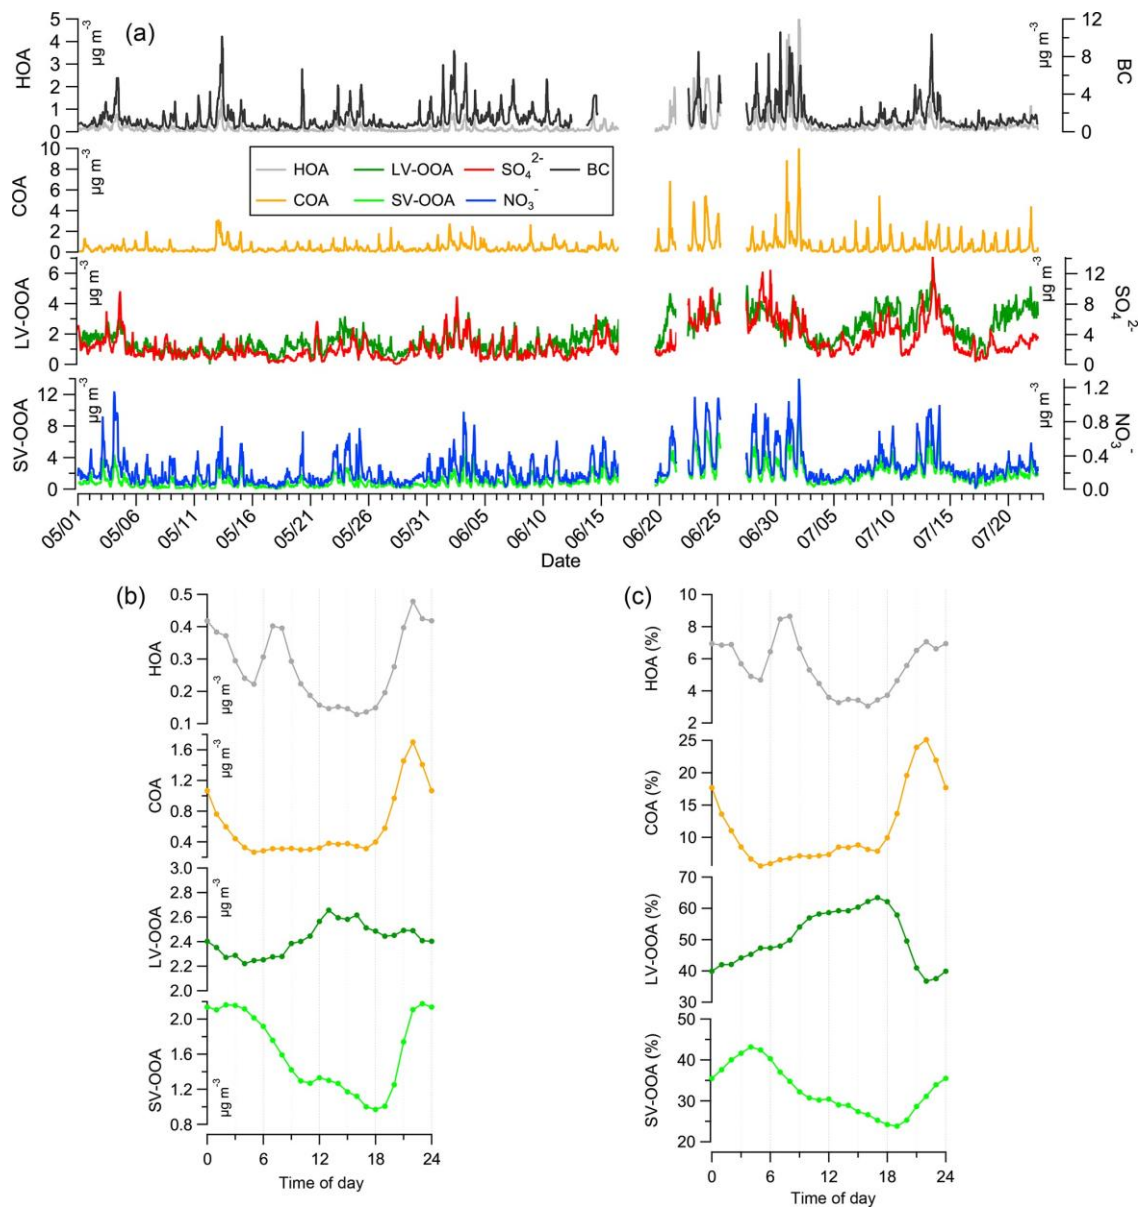 (a)
HOA
µg m⁻³
5
4
3
2
1
0
BC
µg m⁻³
12
8
4
0
COA
µg m⁻³
10
5
0
HOA LV-OOA SO₄²⁻ BC
COA SV-OOA NO₃⁻
LV-OOA
µg m⁻³
6
4
2
0
SO₄²⁻
µg m⁻³
12
8
4
0
SV-OOA
µg m⁻³
12
8
4
0
NO₃⁻
µg m⁻³
1.2
0.8
0.4
0.0
05/01 05/06 05/11 05/16 05/21 05/26 05/31 06/05 06/10 06/15 06/20 06/25 06/30 07/05 07/10 07/15 07/20
Date
(b)
HOA
µg m⁻³
0.5
0.4
0.3
0.2
0.1
COA
µg m⁻³
1.6
1.2
0.8
0.4
LV-OOA
µg m⁻³
3.0
2.8
2.6
2.4
2.2
2.0
SV-OOA
µg m⁻³
2.0
1.6
1.2
0.8
0 6 12 18 24
Time of day
(c)
HOA (%)
10
8
6
4
2
COA (%)
25
20
15
10
LV-OOA (%)
70
60
50
40
30
SV-OOA (%)
50
40
30
20
0 6 12 18 24
Time of day